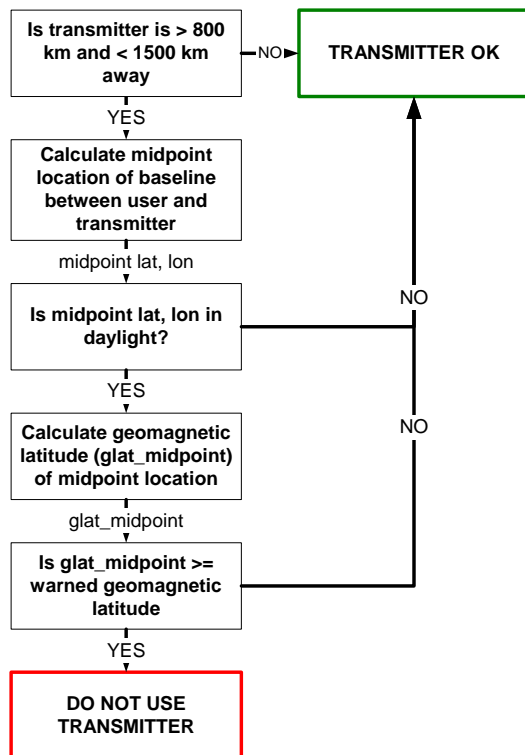 Is transmitter is > 800
km and < 1500 km
away
NO
TRANSMITTER OK
YES
Calculate midpoint
location of baseline
between user and
transmitter
midpoint lat, lon
Is midpoint lat, lon in
daylight?
NO
YES
Calculate geomagnetic
latitude (glat_midpoint)
of midpoint location
NO
glat_midpoint
Is glat_midpoint >=
warned geomagnetic
latitude
YES
DO NOT USE
TRANSMITTER